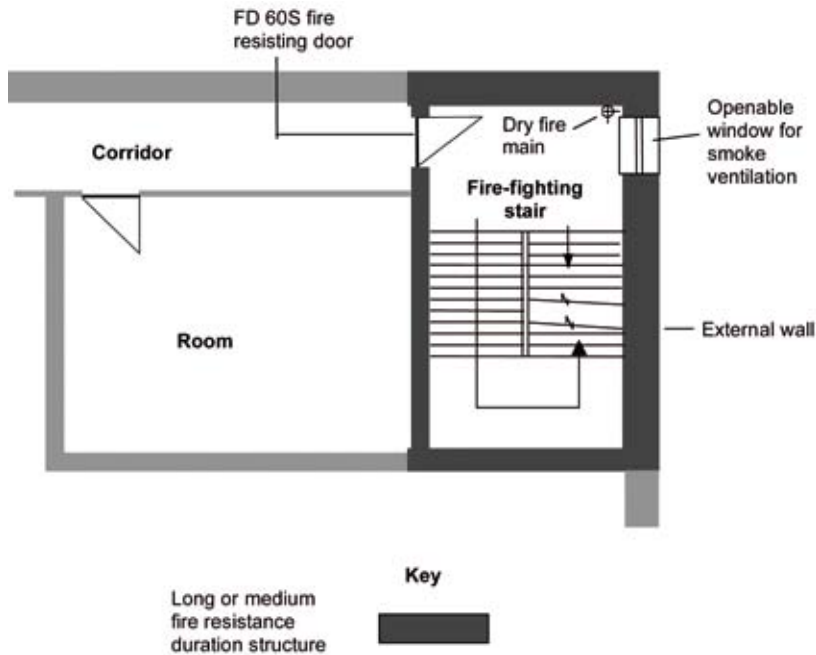 FD 60S fire
resisting door
Dry fire
main
Openable
window for
smoke
ventilation
Corridor
Fire-fighting
stair
Room
External wall
Key
Long or medium
fire resistance
duration structure